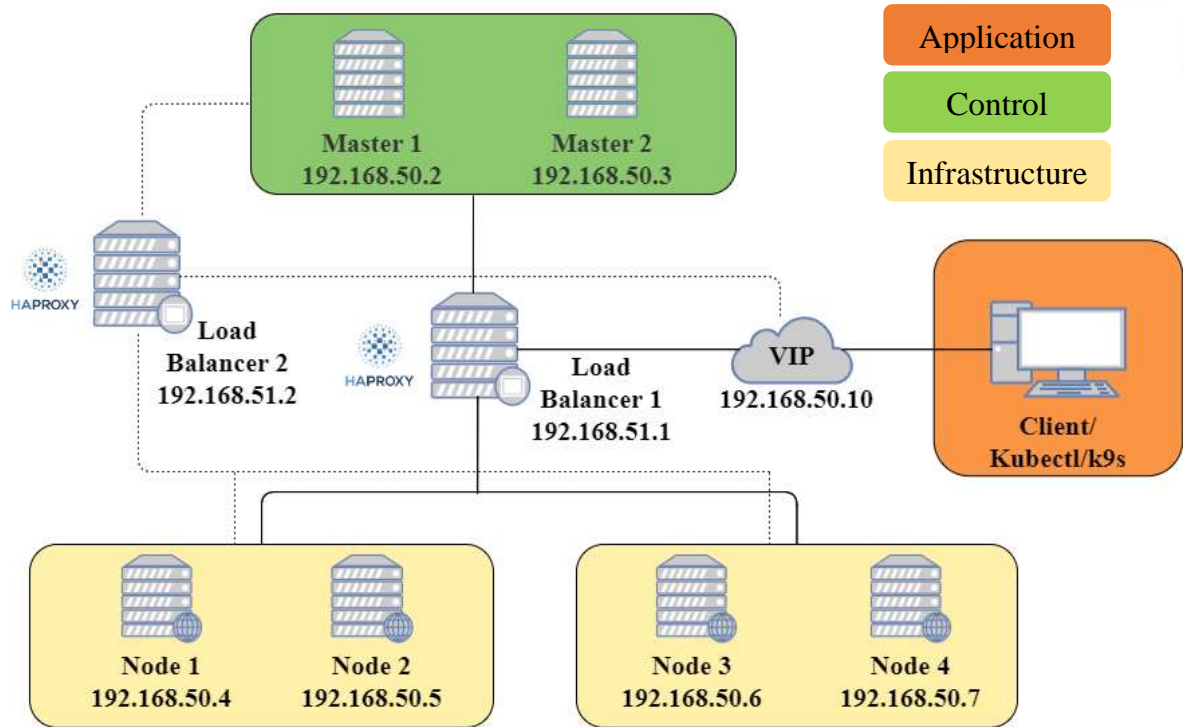 Application
Control
Infrastructure
Master 1
192.168.50.2
Master 2
192.168.50.3
HAPROXY
Load
Balancer 2
192.168.51.2
HAPROXY
Load
Balancer 1
192.168.51.1
VIP
192.168.50.10
Client/
Kubectl/k9s
Node 1
192.168.50.4
Node 2
192.168.50.5
Node 3
192.168.50.6
Node 4
192.168.50.7